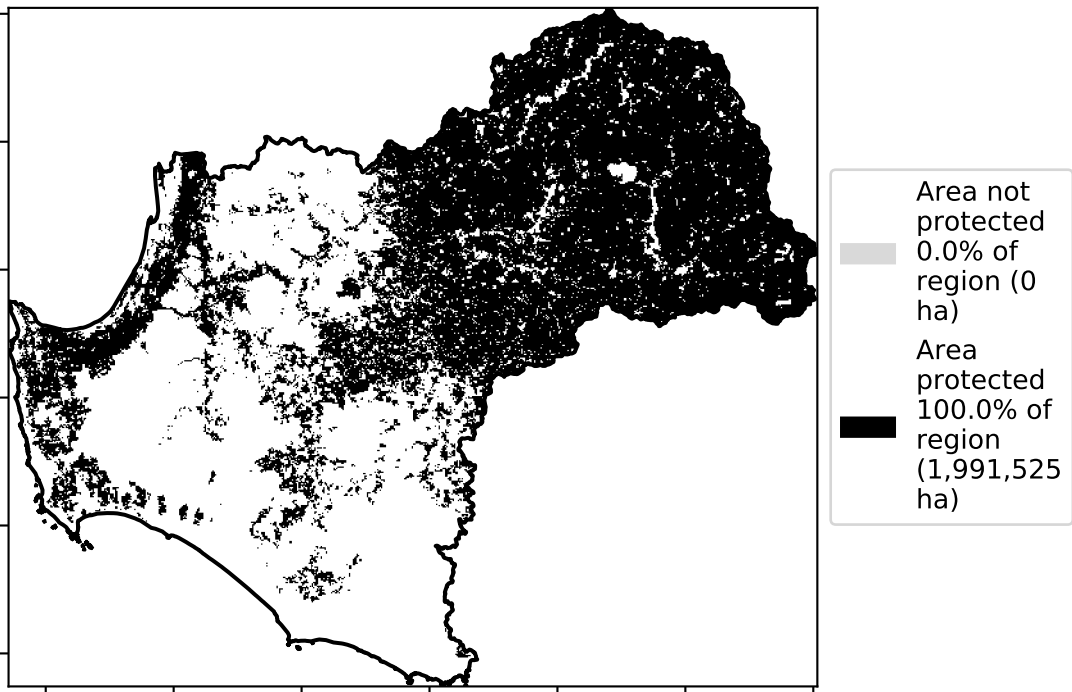 Area not
protected
0.0% of
region (0
ha)
Area
protected
100.0% of
region
(1,991,525
ha)